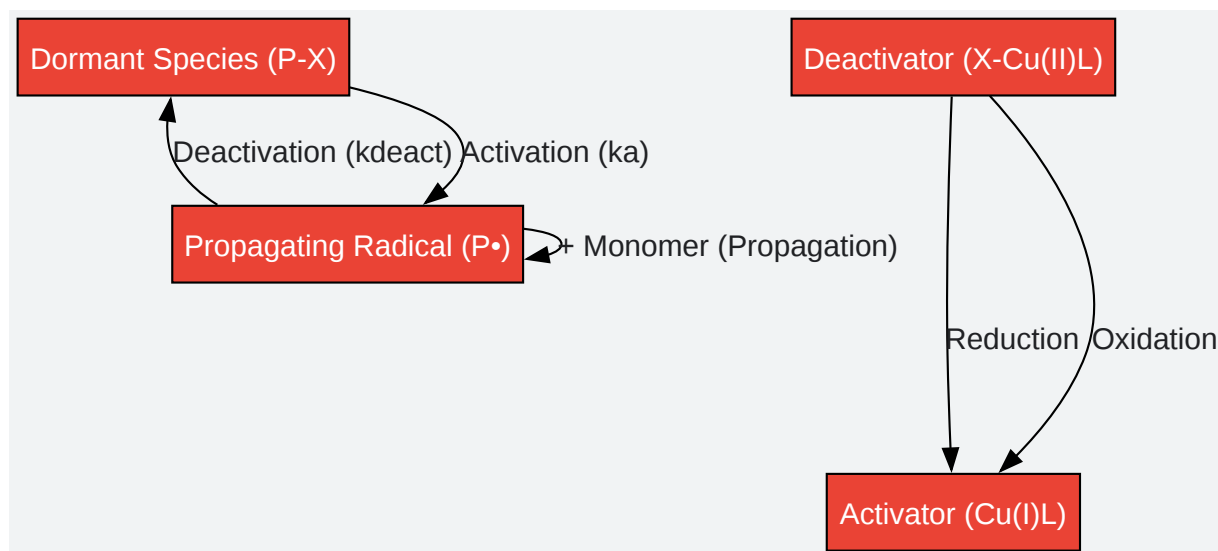 Dormant Species (P-X)
Deactivator (X-Cu(II)L)
Deactivation (kdeact)
Activation (ka)
Propagating Radical (P•)
+ Monomer (Propagation)
Reduction
Oxidation
Activator (Cu(I)L)